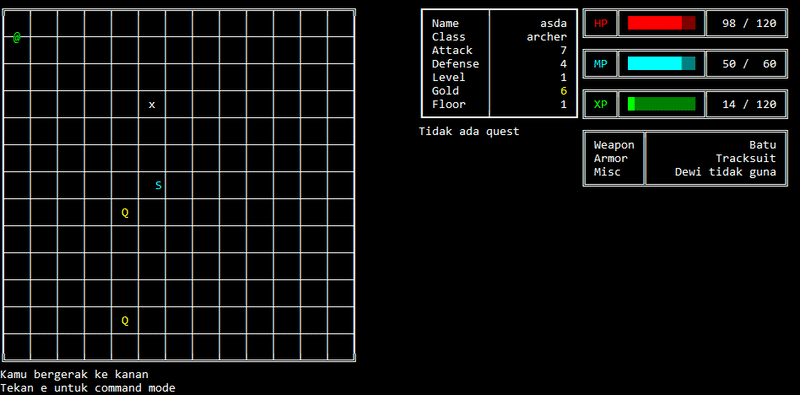 @
x
S
Q
Q
Kamu bergerak ke kanan
Tekan e untuk command mode
Name asda
Class archer
Attack 7
Defense 4
Level 1
Gold 6
Floor 1
Tidak ada quest
HP 98 / 120
MP 50 / 60
XP 14 / 120
Weapon Batu
Armor Tracksuit
Misc Dewi tidak guna